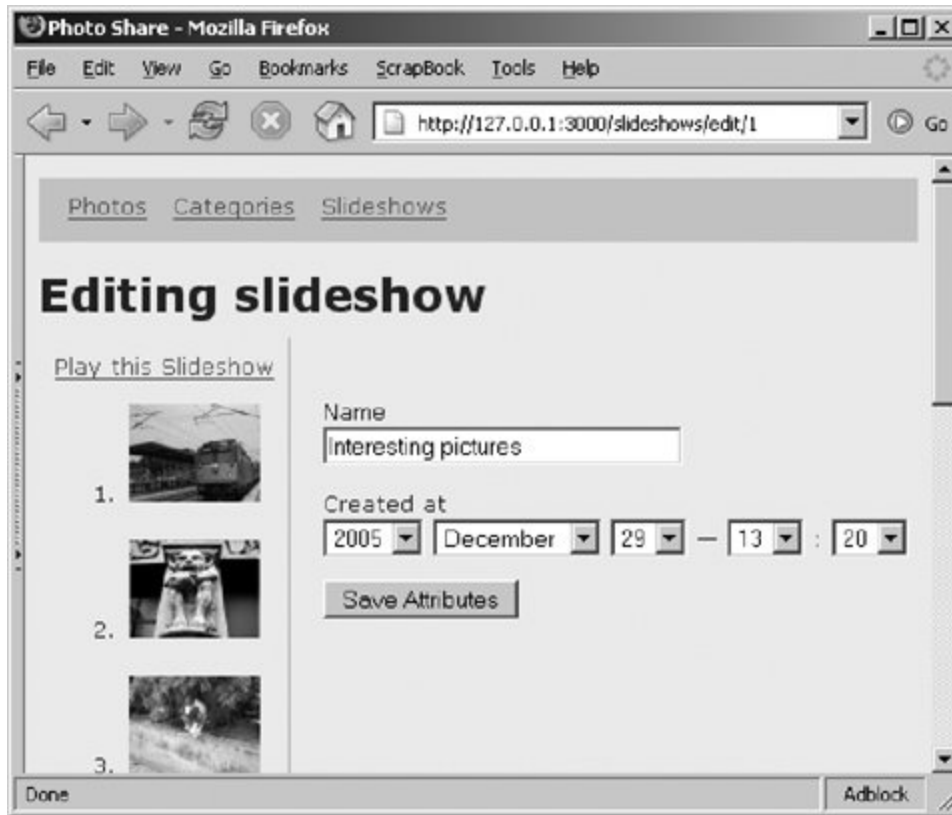 Photo Share - Mozilla Firefox
File Edit View Go Bookmarks ScrapBook Tools Help
http://127.0.0.1:3000/slideshows/edit/1 Go
Photos Categories Slideshows
Editing slideshow
Play this Slideshow
1.
2.
3.
Name
Interesting pictures
Created at
2005 December 29 — 13 : 20
Save Attributes
Done Adblock